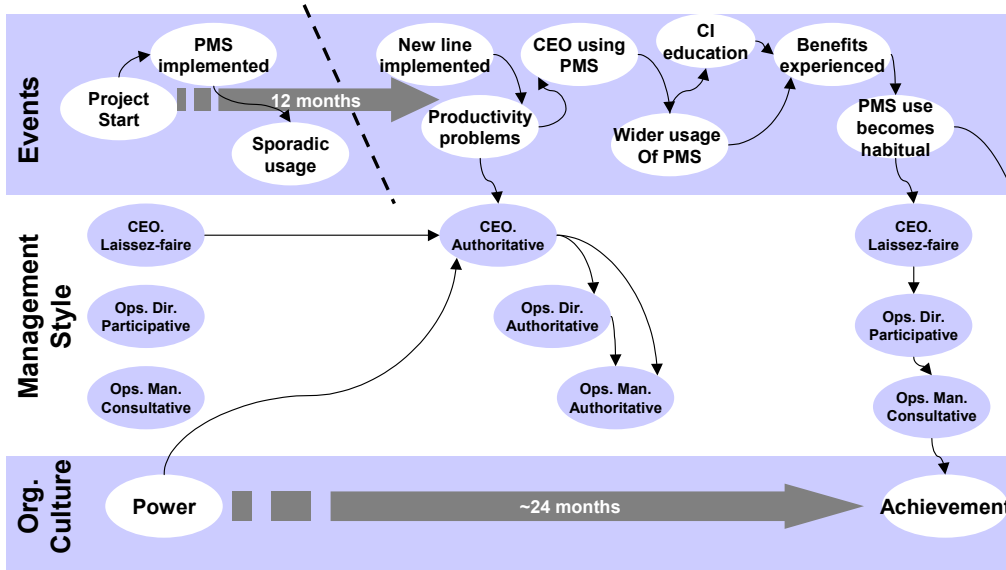 Events
Project
Start
PMS
implemented
12 months
Sporadic
usage
New line
implemented
Productivity
problems
CEO using
PMS
Wider usage
Of PMS
CI
education
Benefits
experienced
PMS use
becomes
habitual
Management
Style
CEO.
Laissez-faire
CEO.
Authoritative
CEO.
Laissez-faire
Ops. Dir.
Participative
Ops. Dir.
Authoritative
Ops. Dir.
Participative
Ops. Man.
Consultative
Ops. Man.
Authoritative
Ops. Man.
Consultative
Org.
Culture
Power
~24 months
Achievement